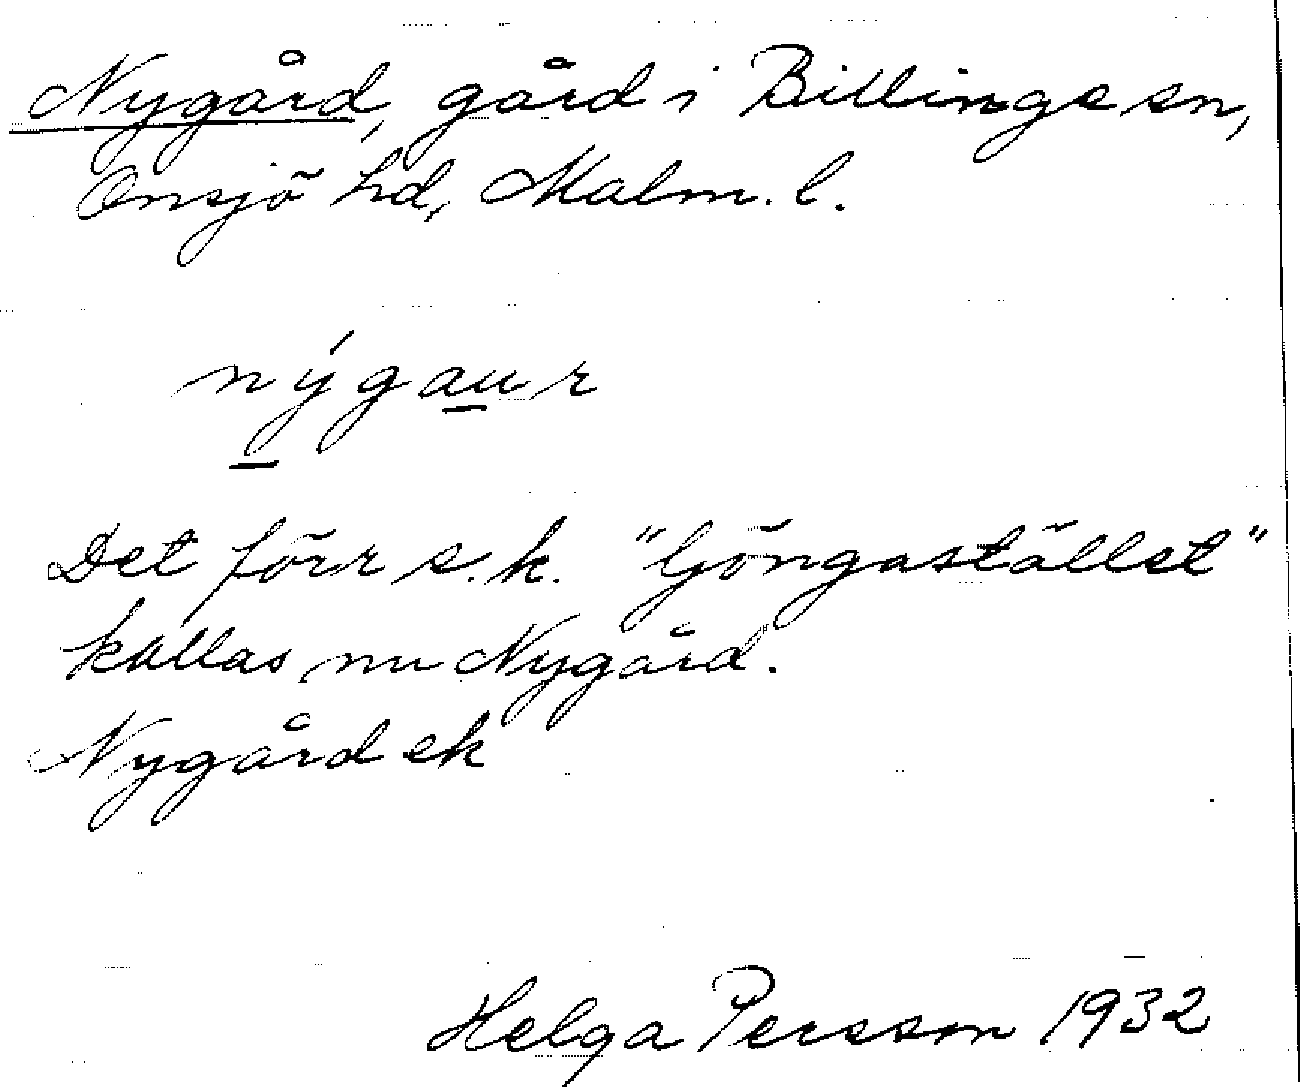 Nygård, gård i Billinge sn,
Onsjö hd, Malm. l.
nýgaur
Det förr s.k. "Göngastället"
kallas nu Nygård.
Nygård ek
Helga Persson 1932